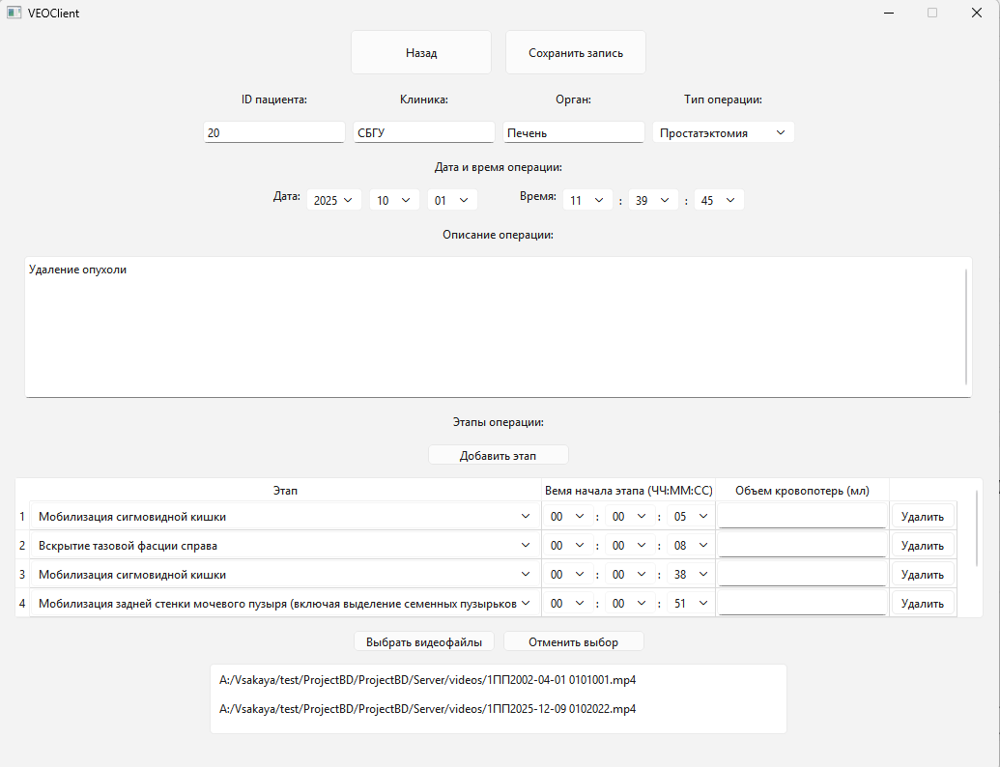 VEOClient
Назад Сохранить запись
ID пациента: Клиника: Орган: Тип операции:
20 СБГУ Печень Простатэктомия
Дата и время операции:
Дата: 2025 10 01 Время: 11 : 39 : 45
Описание операции:
Удаление опухоли
Этапы операции:
Добавить этап
Этап Вемя начала этапа (ЧЧ:ММ:СС) Объем кровопотерь (мл)
1 Мобилизация сигмовидной кишки 00 : 00 : 05 Удалить
2 Вскрытие тазовой фасции справа 00 : 00 : 08 Удалить
3 Мобилизация сигмовидной кишки 00 : 00 : 38 Удалить
4 Мобилизация задней стенки мочевого пузыря (включая выделение семенных пузырьков 00 : 00 : 51 Удалить
Выбрать видеофайлы Отменить выбор
A:/Vsakaya/test/ProjectBD/ProjectBD/Server/videos/1ПП2002-04-01 0101001.mp4
A:/Vsakaya/test/ProjectBD/ProjectBD/Server/videos/1ПП2025-12-09 0102022.mp4